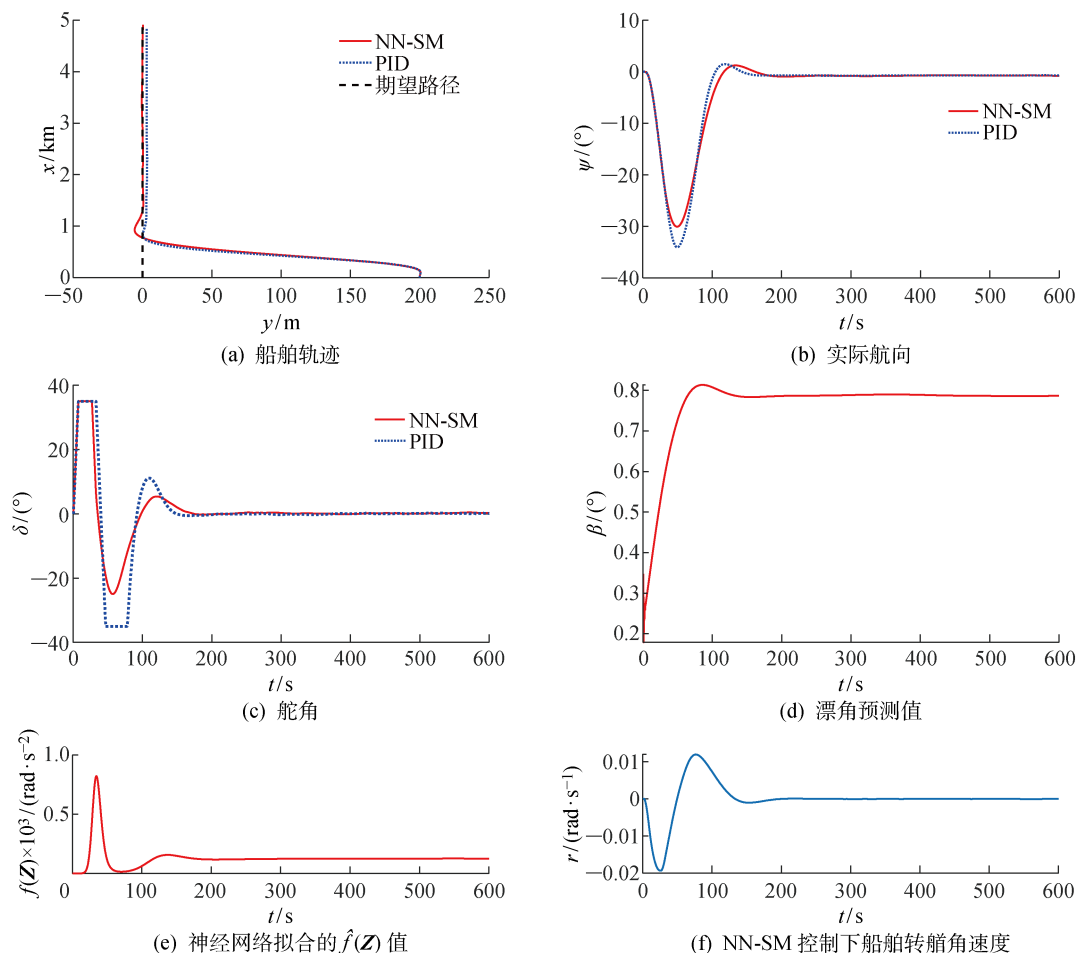 5
4
3
2
1
0
x/km
NN-SM
PID
期望路径
−50
0
50
100
150
200
250
y/m
(a) 船舶轨迹
10
0
−10
−20
−30
−40
ψ/(°)
NN-SM
PID
0
100
200
300
400
500
600
t/s
(b) 实际航向
40
20
0
−20
−40
δ/(°)
NN-SM
PID
0
100
200
300
400
500
600
t/s
(c) 舵角
0.8
0.7
0.6
0.5
0.4
0.3
0.2
β/(°)
0
100
200
300
400
500
600
t/s
(d) 漂角预测值
1.0
0.5
f(Z)×10³/(rad·s⁻²)
0
100
200
300
400
500
600
t/s
(e) 神经网络拟合的 f̂(Z) 值
0.01
0
−0.01
−0.02
r/(rad·s⁻¹)
0
100
200
300
400
500
600
t/s
(f) NN-SM 控制下船舶转艏角速度